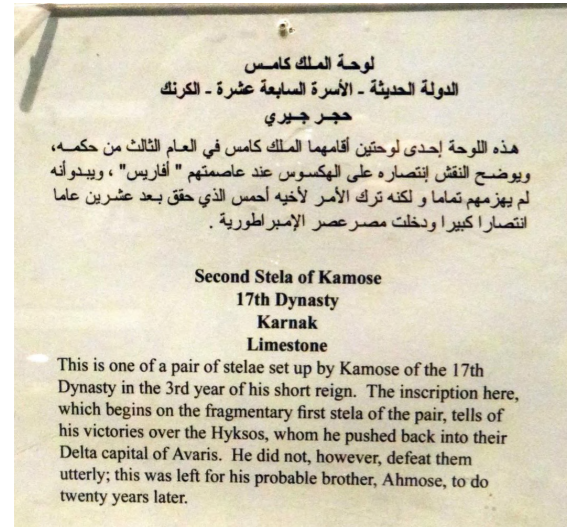 لوحة الملك كامس
الدولة الحديثة - الأسرة السابعة عشرة - الكرنك
حجر جيري
هذه اللوحة إحدى لوحتين أقامهما الملك كامس في العام الثالث من حكمه،
ويوضح النقش إنتصاره على الهكسوس عند عاصمتهم " أفاريس" ، ويبدو أنه
لم يهزمهم تماما و لكنه ترك الأمر لأخيه أحمس الذي حقق بعد عشرين عاما
انتصارا كبيرا ودخلت مصر عصر الإمبراطورية .
Second Stela of Kamose
17th Dynasty
Karnak
Limestone
This is one of a pair of stelae set up by Kamose of the 17th
Dynasty in the 3rd year of his short reign. The inscription here,
which begins on the fragmentary first stela of the pair, tells of
his victories over the Hyksos, whom he pushed back into their
Delta capital of Avaris. He did not, however, defeat them
utterly; this was left for his probable brother, Ahmose, to do
twenty years later.